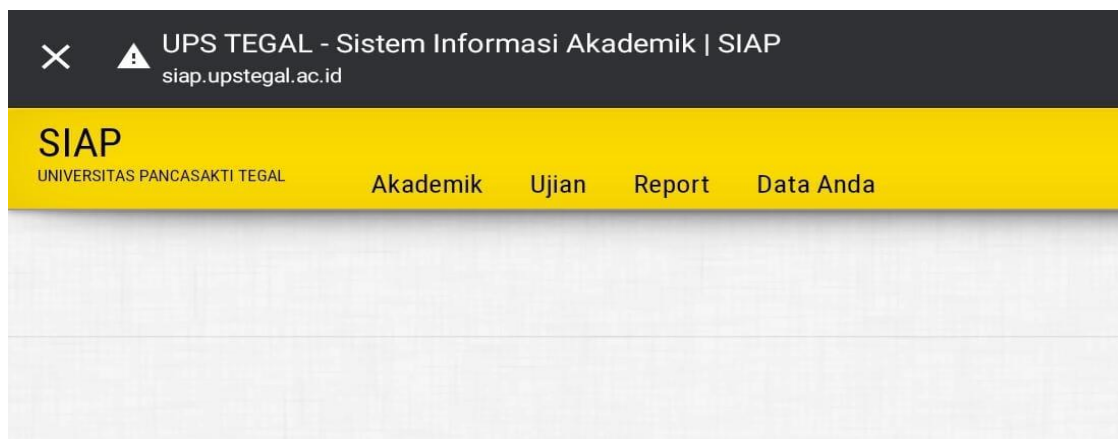 UPS TEGAL - Sistem Informasi Akademik | SIAP
siap.upstegal.ac.id
SIAP
UNIVERSITAS PANCASAKTI TEGAL
Akademik Ujian Report Data Anda